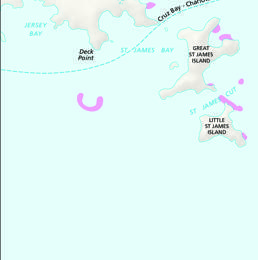 Cruz Bay - Charlo
JERSEY
BAY
Deck
Point
ST. JAMES BAY
GREAT
ST JAMES
ISLAND
ST. JAMES CUT
LITTLE
ST JAMES
ISLAND